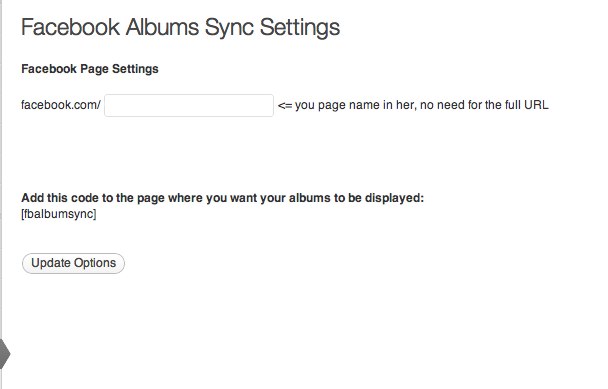 Facebook Albums Sync Settings
Facebook Page Settings
facebook.com/ <= you page name in her, no need for the full URL
Add this code to the page where you want your albums to be displayed:
[fbalbumsync]
Update Options